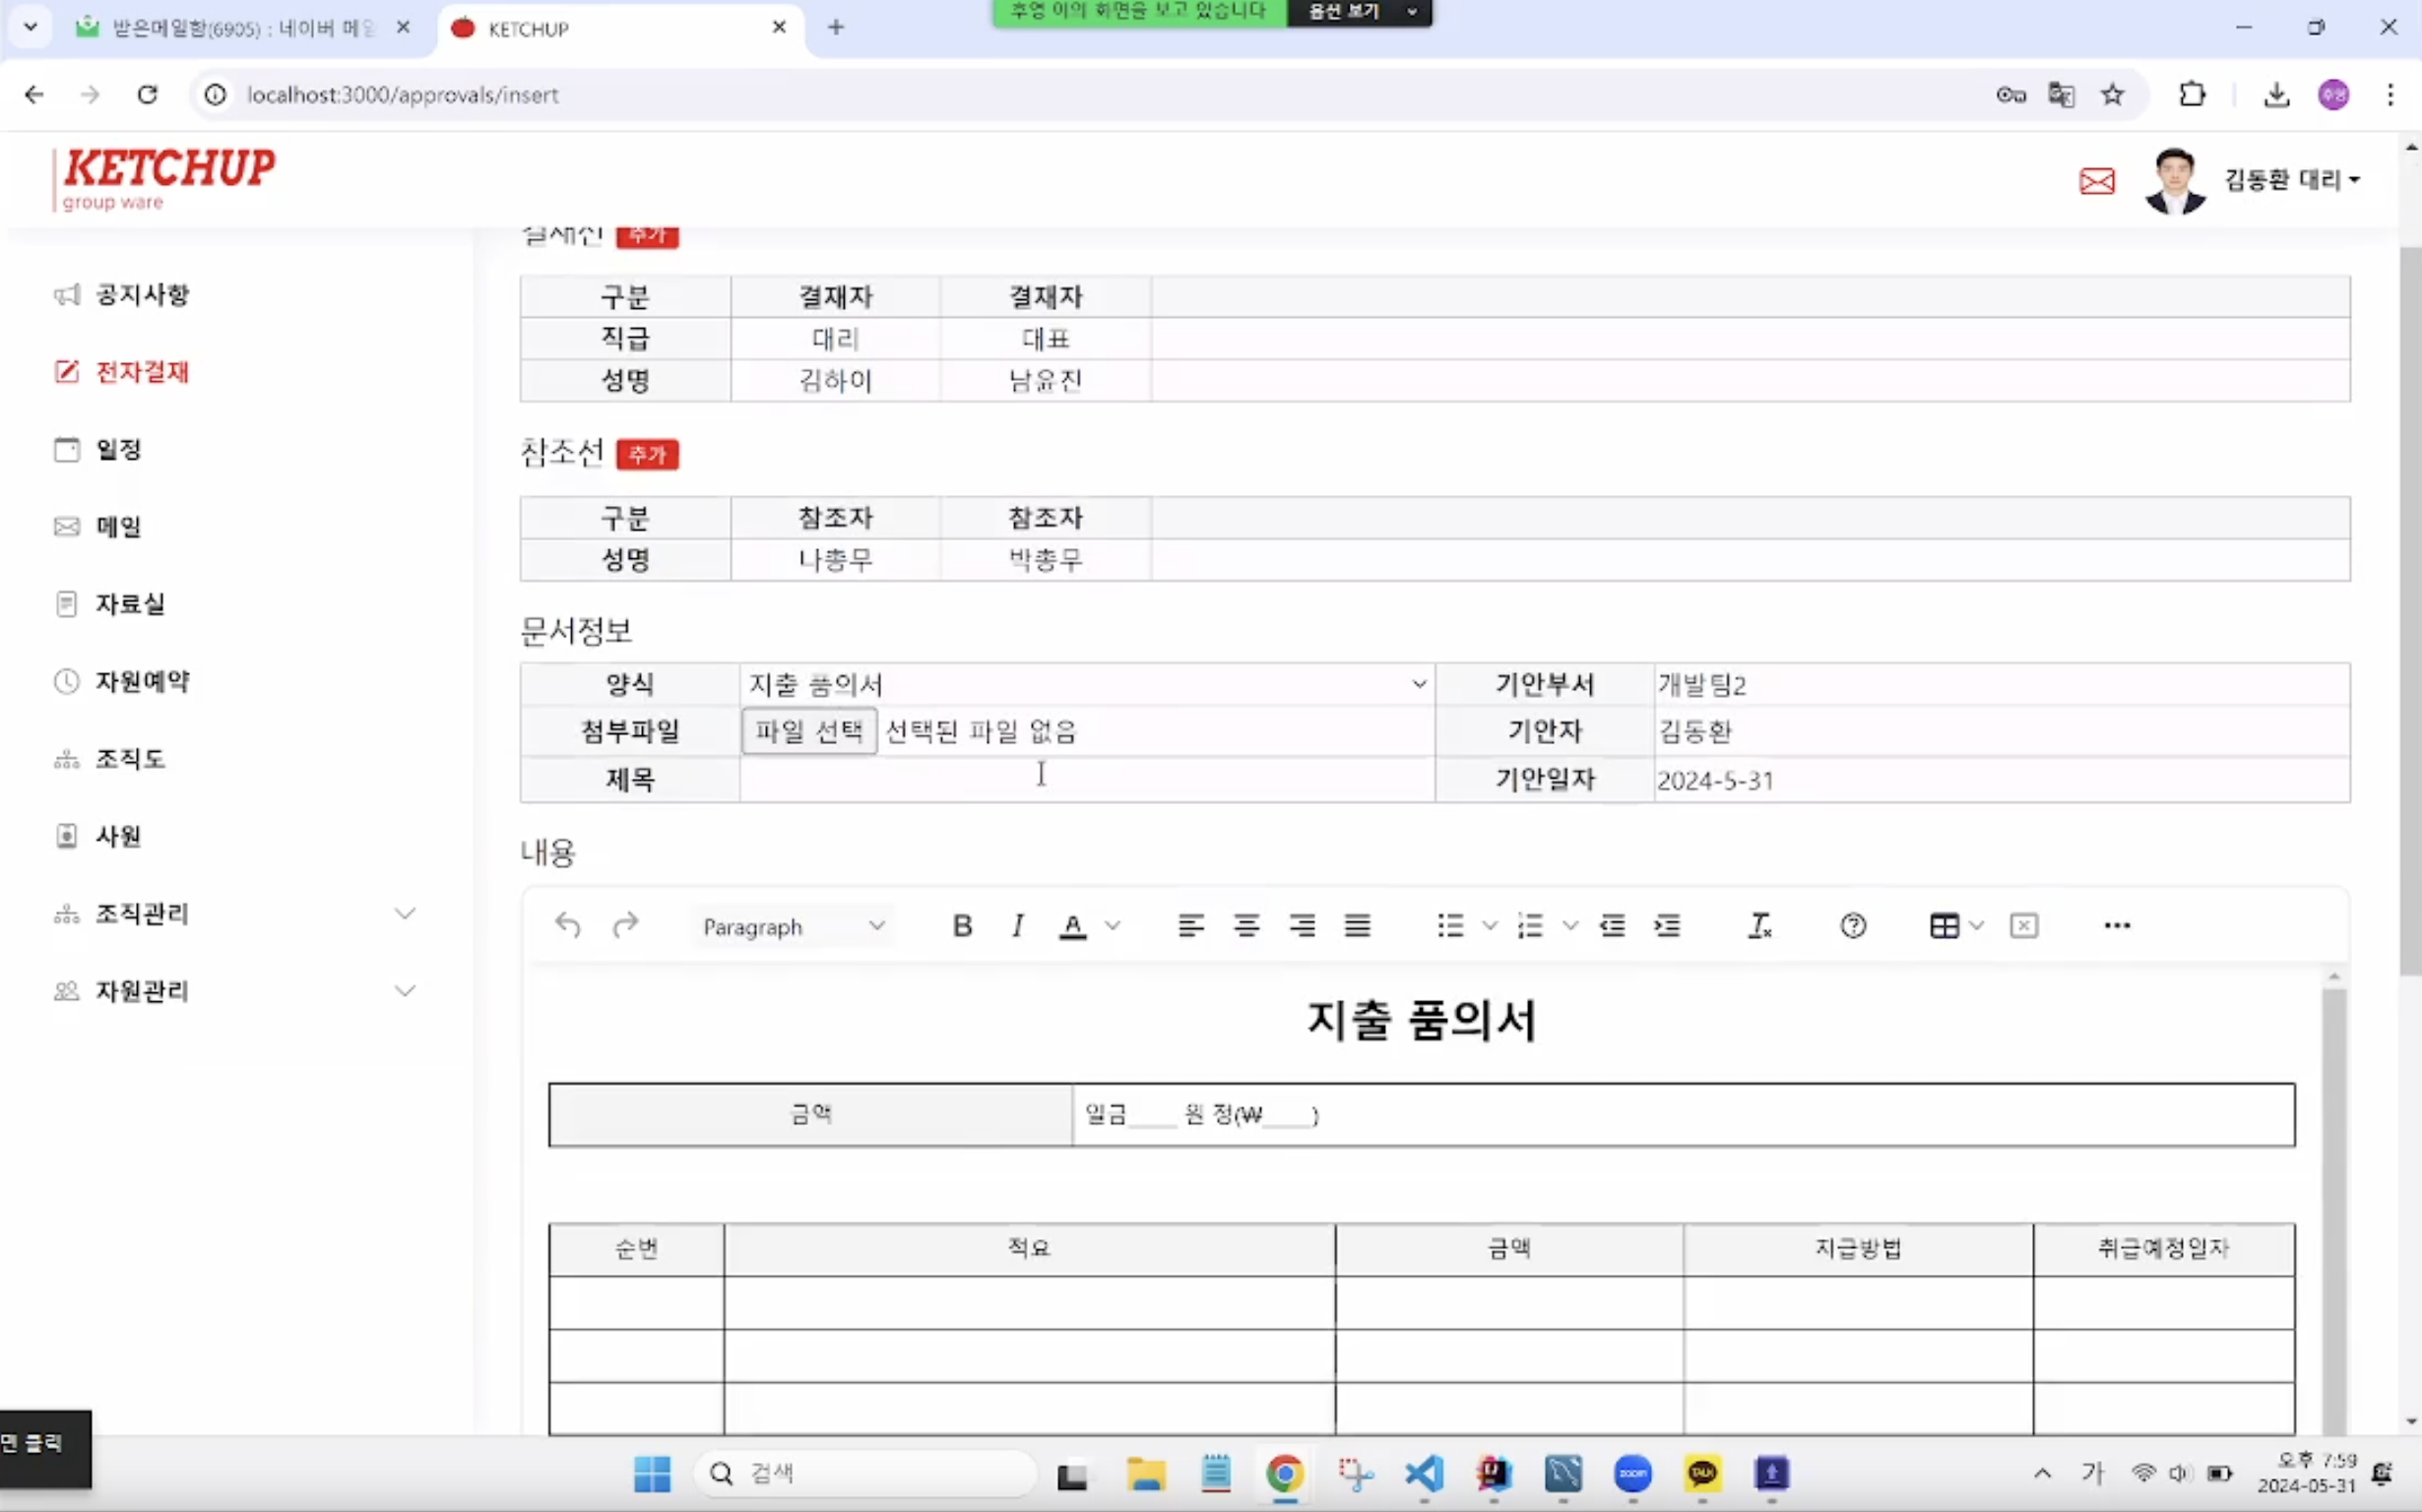 받은메일함(6905) : 네이버 메일
KETCHUP
후영 이의 화면을 보고 있습니다
옵션 보기
localhost:3000/approvals/insert
후영
KETCHUP
group ware
김동환 대리
공지사항
전자결재
일정
메일
자료실
자원예약
조직도
사원
조직관리
자원관리
결재선 추가
구분 결재자 결재자
직급 대리 대표
성명 김하이 남윤진
참조선 추가
구분 참조자 참조자
성명 나총무 박총무
문서정보
양식 지출 품의서 기안부서 개발팀2
첨부파일 파일 선택 선택된 파일 없음 기안자 김동환
제목 기안일자 2024-5-31
내용
Paragraph
지출 품의서
금액 일금____ 원 정(₩____)
순번 적요 금액 지급방법 취급예정일자
클릭
검색
zoom
TALK
가
오후 7:59
2024-05-31